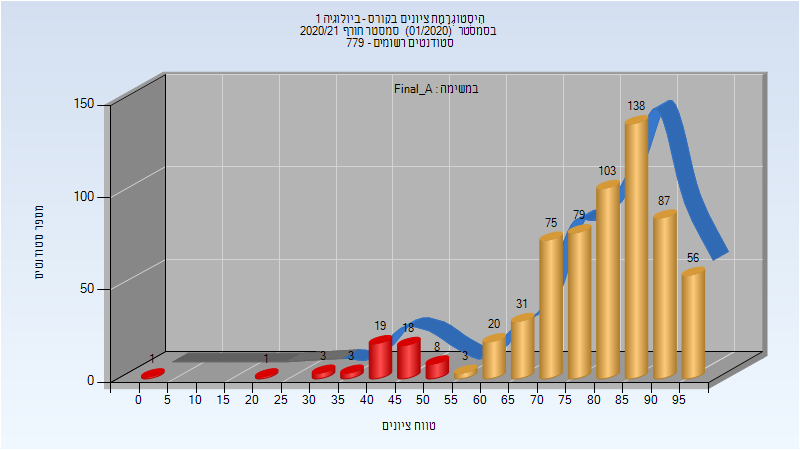 היסטוגרמת ציונים בקורס - ביולוגיה 1
בסמסטר (01/2020) סמסטר חורף 2020/21
סטודנטים רשומים - 779
במשימה : Final_A
מספר סטודנטים
150
100
50
0
1
1
3
3
19
18
8
3
20
31
75
79
103
138
87
56
0 5 10 15 20 25 30 35 40 45 50 55 60 65 70 75 80 85 90 95
טווח ציונים